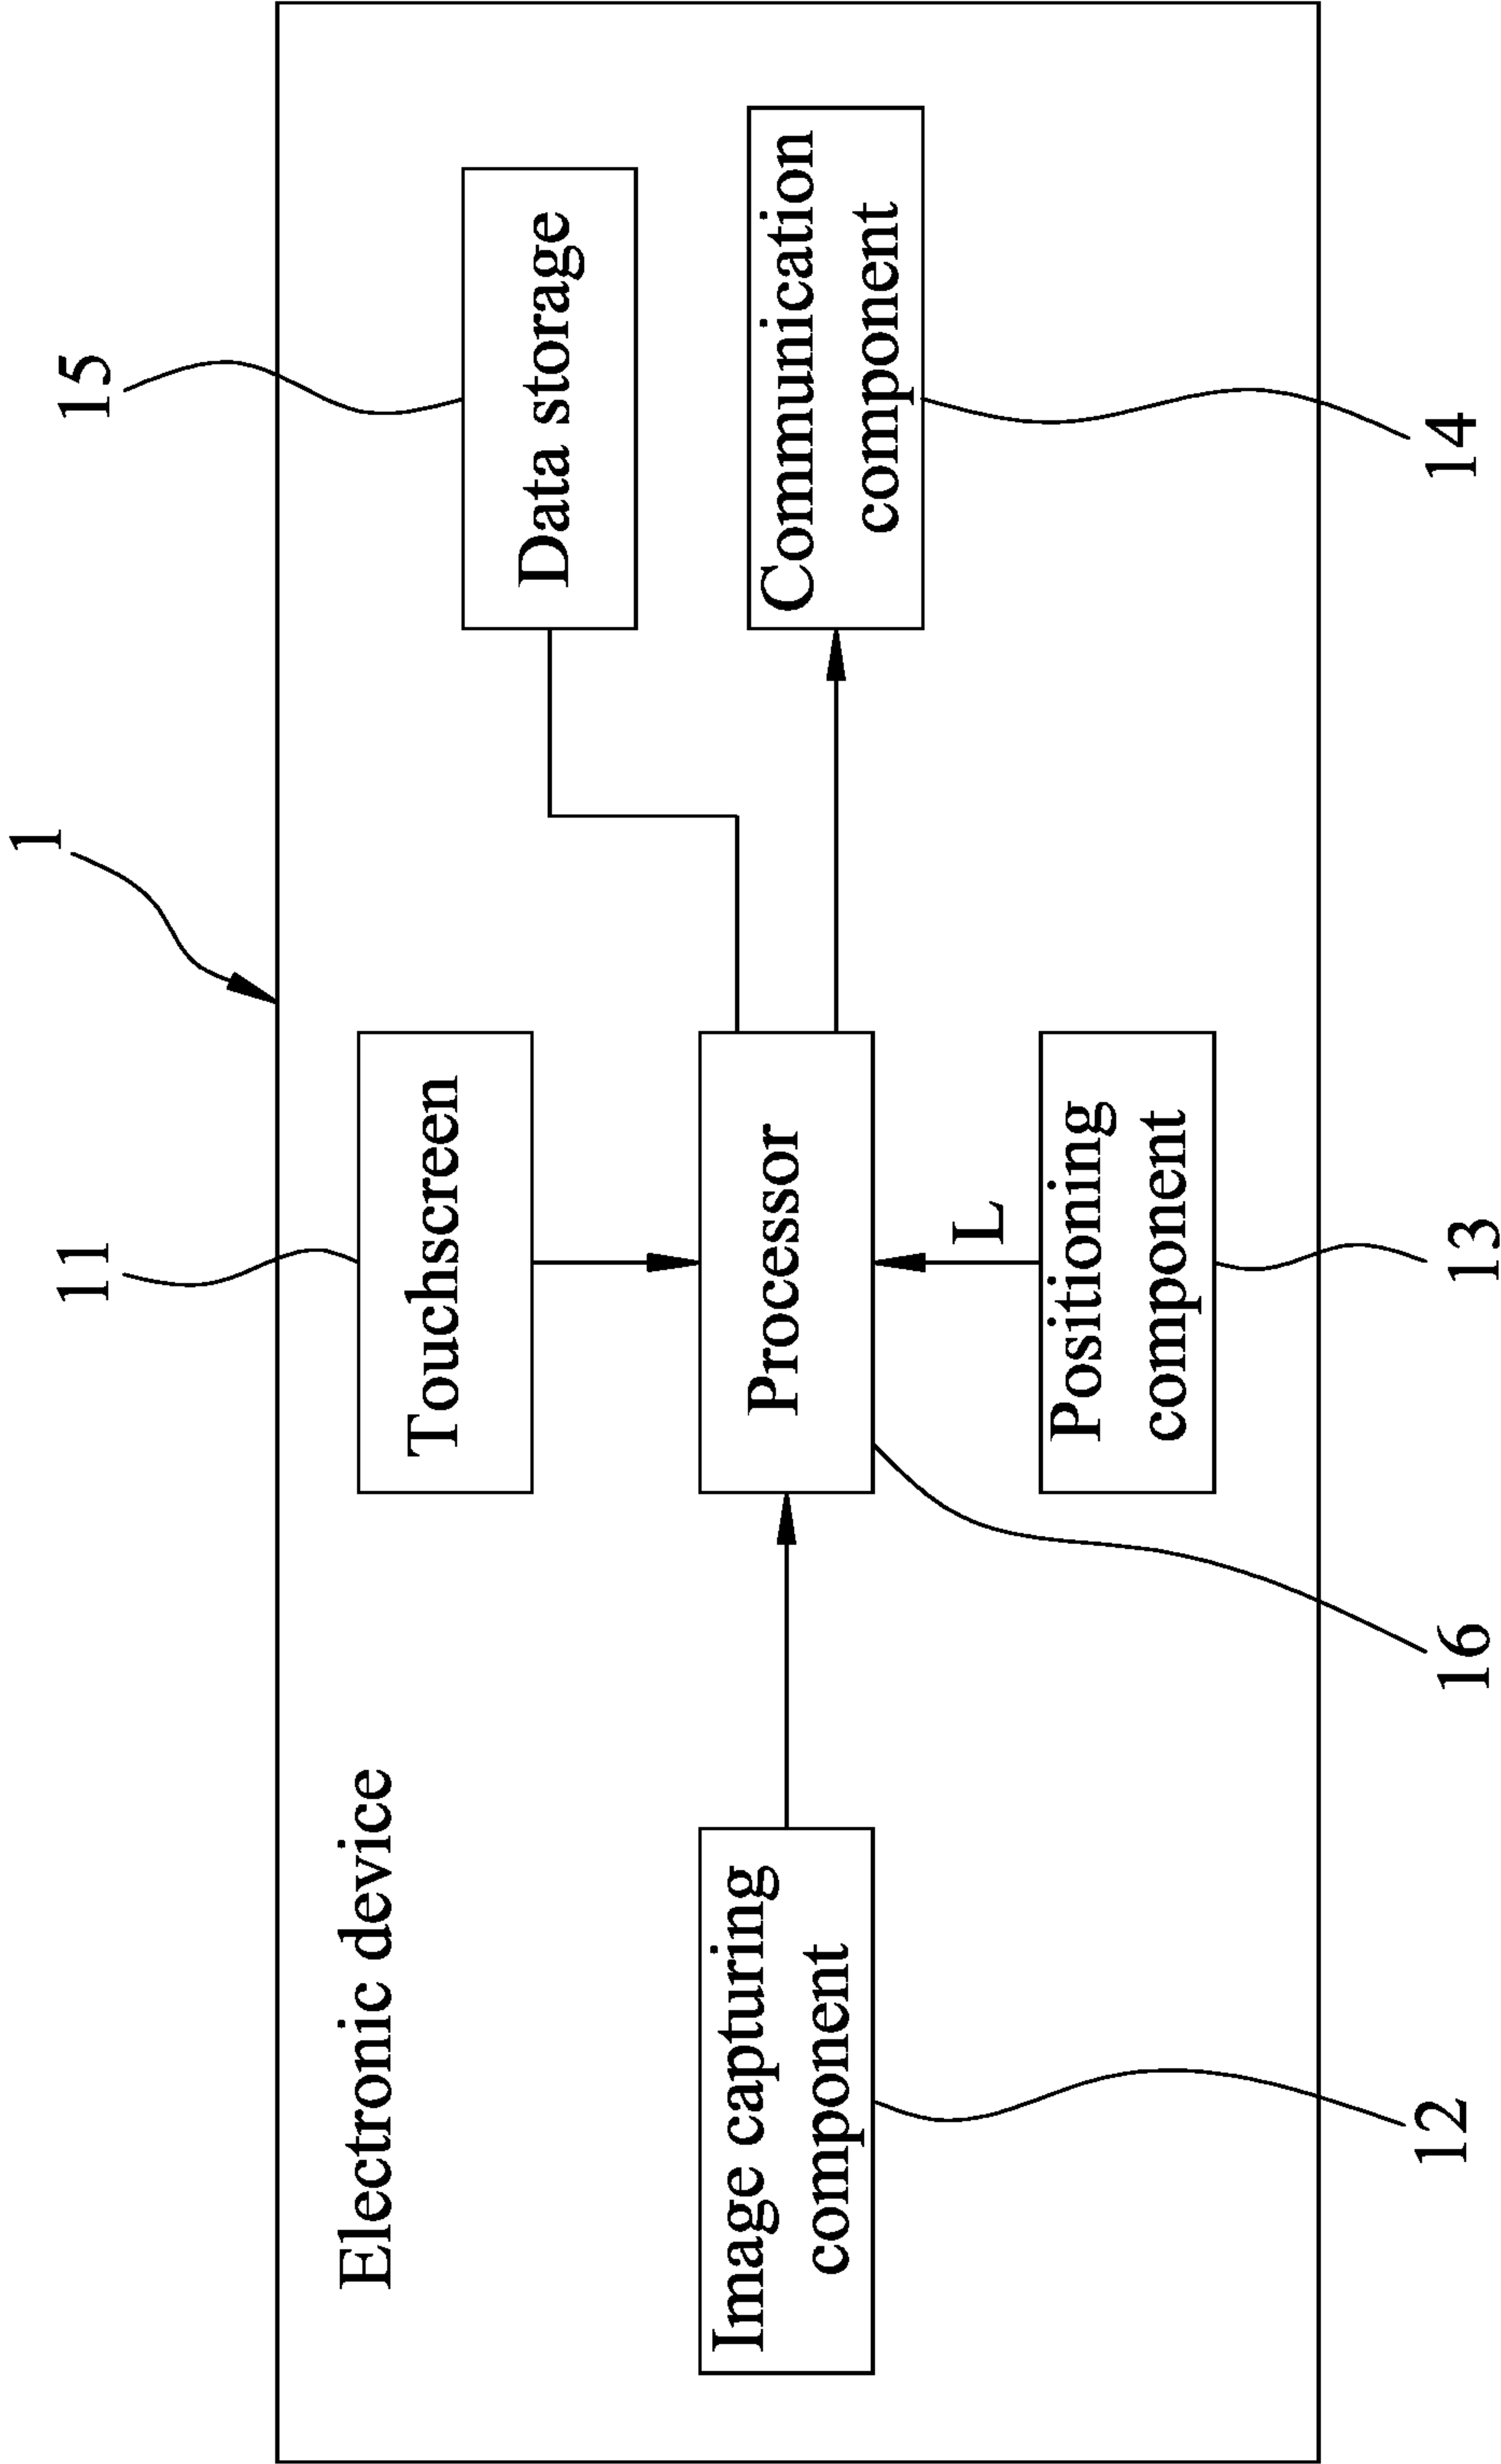 1
11
15
Electronic device
Touchscreen
Data storage
Image capturing
component
Processor
Communication
component
L
Positioning
component
12
16
13
14